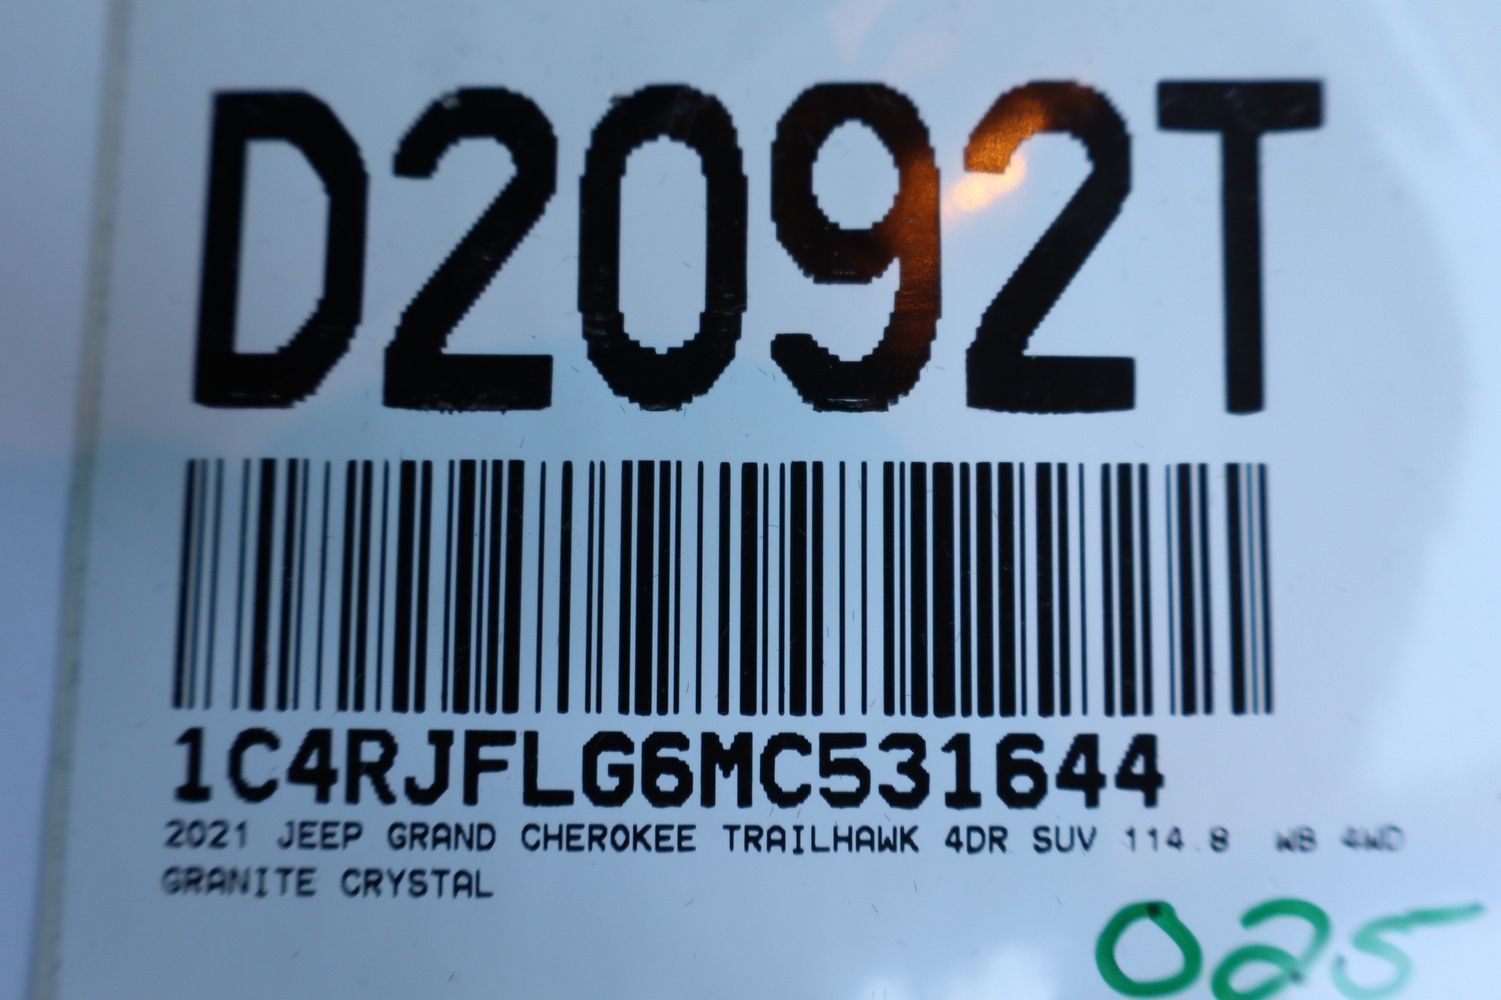 D2092T
1C4RJFLG6MC531644
2021 JEEP GRAND CHEROKEE TRAILHAWK 4DR SUV 114.8 WB 4WD
GRANITE CRYSTAL
025